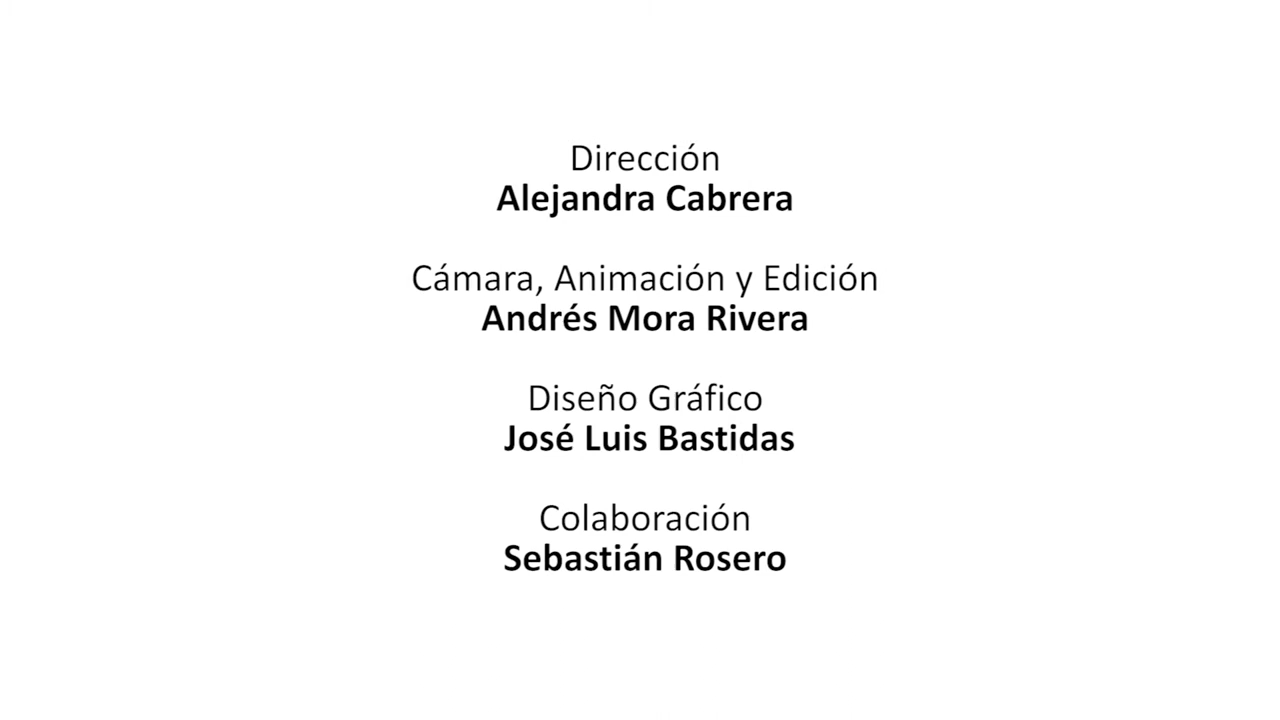 Dirección
Alejandra Cabrera
Cámara, Animación y Edición
Andrés Mora Rivera
Diseño Gráfico
José Luis Bastidas
Colaboración
Sebastián Rosero